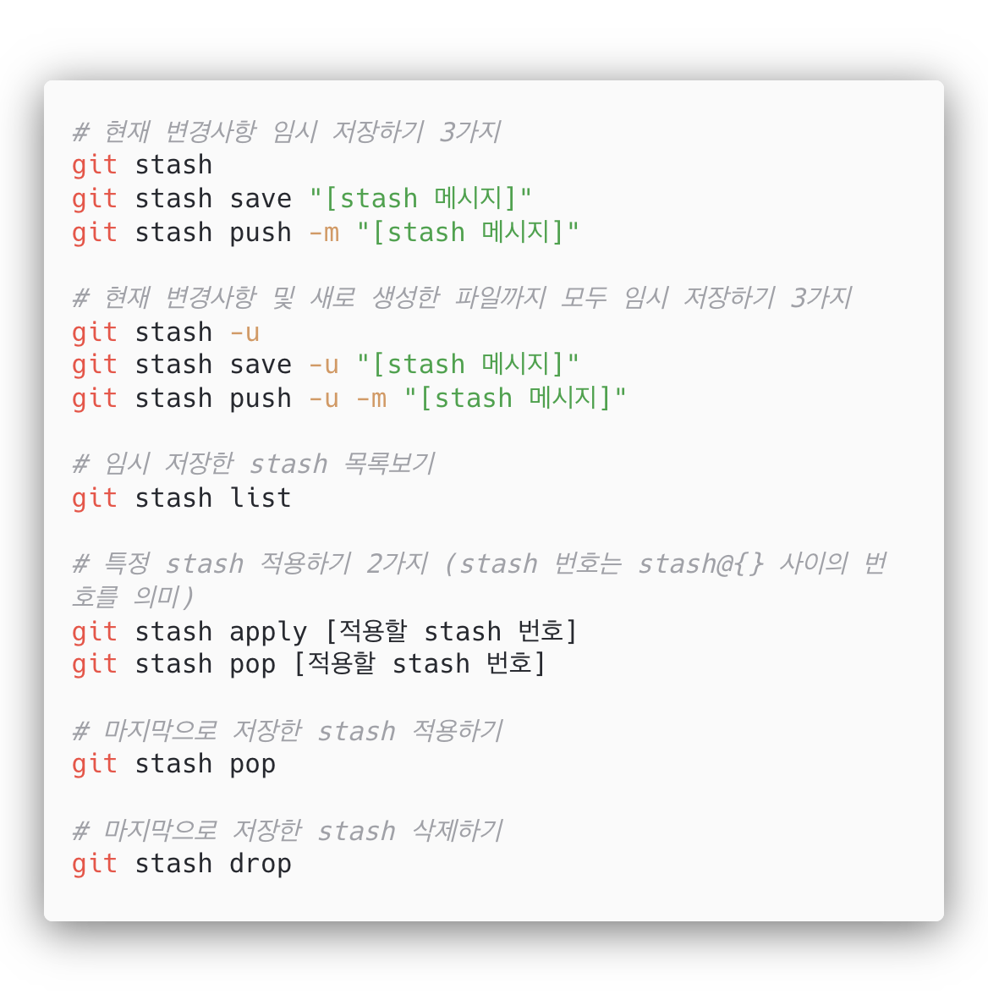 # 현재 변경사항 임시 저장하기 3가지
git stash
git stash save "[stash 메시지]"
git stash push -m "[stash 메시지]"
# 현재 변경사항 및 새로 생성한 파일까지 모두 임시 저장하기 3가지
git stash -u
git stash save -u "[stash 메시지]"
git stash push -u -m "[stash 메시지]"
# 임시 저장한 stash 목록보기
git stash list
# 특정 stash 적용하기 2가지 (stash 번호는 stash@{} 사이의 번
호를 의미)
git stash apply [적용할 stash 번호]
git stash pop [적용할 stash 번호]
# 마지막으로 저장한 stash 적용하기
git stash pop
# 마지막으로 저장한 stash 삭제하기
git stash drop